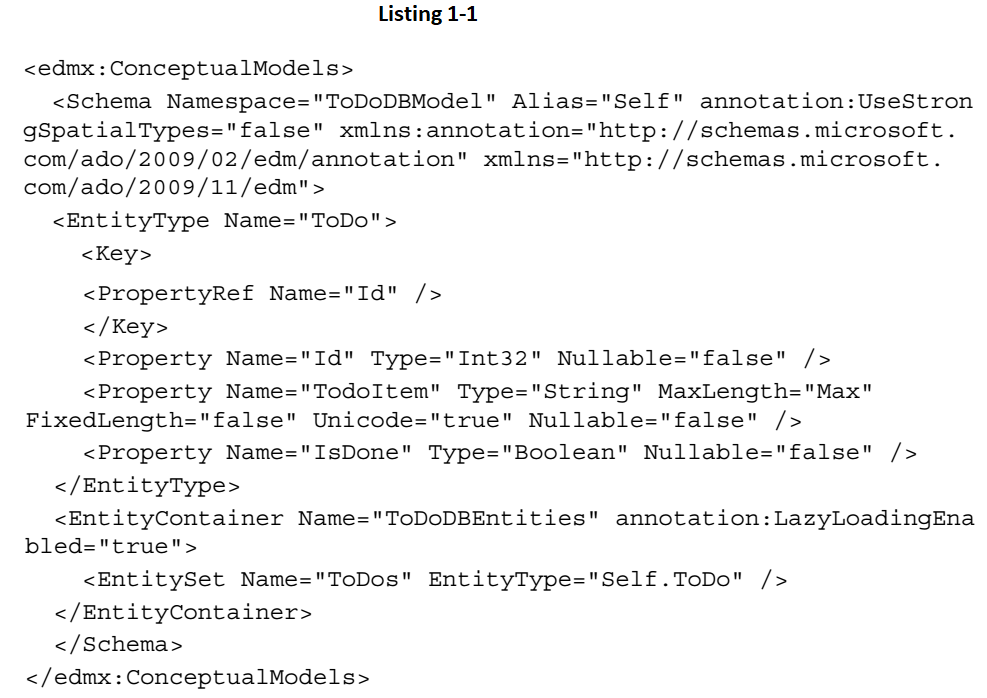 Listing 1-1
<edmx:ConceptualModels>
<Schema Namespace="ToDoDBModel" Alias="Self" annotation:UseStron
gSpatialTypes="false" xmlns:annotation="http://schemas.microsoft.
com/ado/2009/02/edm/annotation" xmlns="http://schemas.microsoft.
com/ado/2009/11/edm">
<EntityType Name="ToDo">
<Key>
<PropertyRef Name="Id" />
</Key>
<Property Name="Id" Type="Int32" Nullable="false" />
<Property Name="TodoItem" Type="String" MaxLength="Max"
FixedLength="false" Unicode="true" Nullable="false" />
<Property Name="IsDone" Type="Boolean" Nullable="false" />
</EntityType>
<EntityContainer Name="ToDoDBEntities" annotation:LazyLoadingEna
bled="true">
<EntitySet Name="ToDos" EntityType="Self.ToDo" />
</EntityContainer>
</Schema>
</edmx:ConceptualModels>